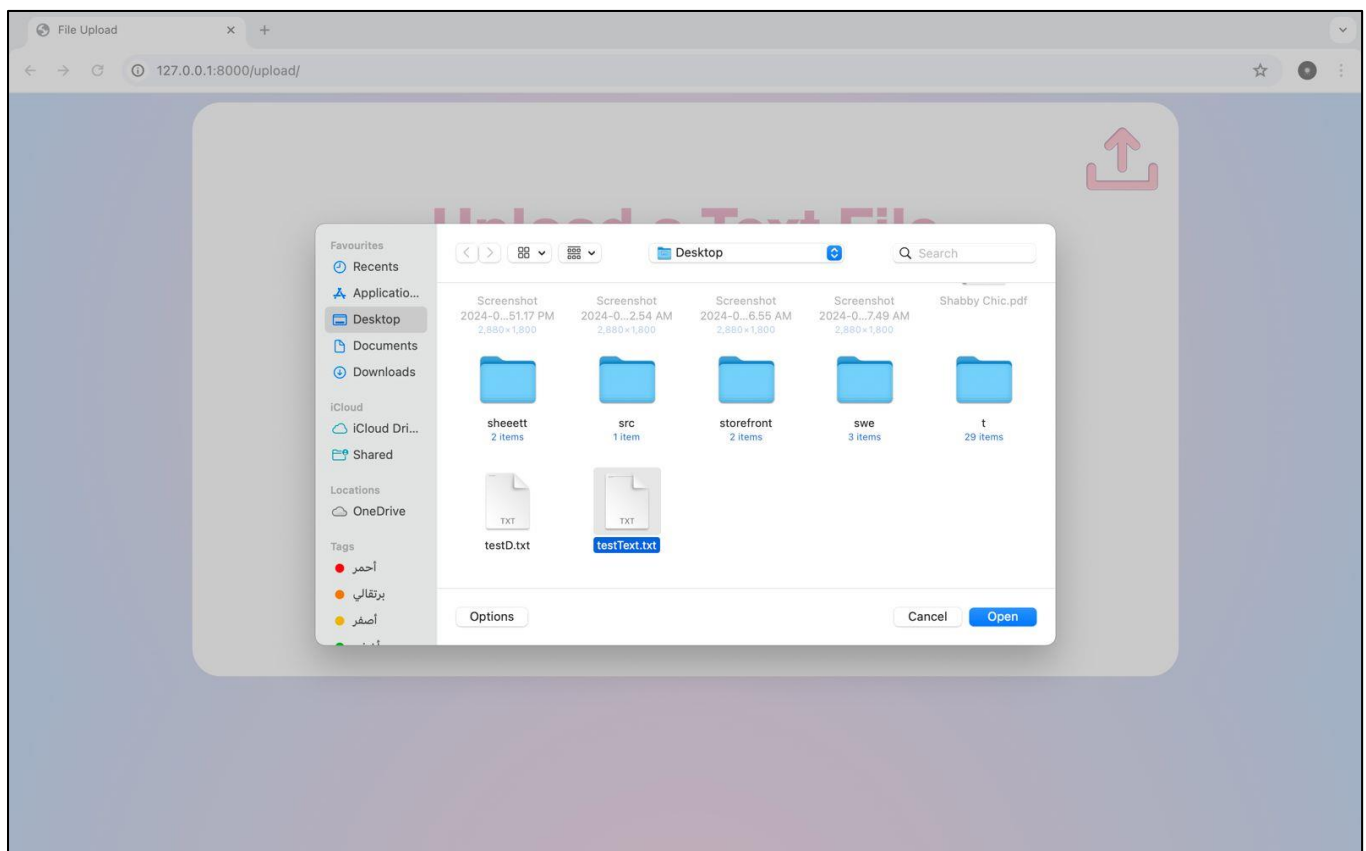 File Upload
127.0.0.1:8000/upload/
Upload a Text File
Favourites
Recents
Applicatio...
Desktop
Documents
Downloads
iCloud
iCloud Dri...
Shared
Locations
OneDrive
Tags
أحمر
برتقالي
أصفر
Desktop
Search
Screenshot
2024-0...51.17 PM
2,880×1,800
Screenshot
2024-0...2.54 AM
2,880×1,800
Screenshot
2024-0...6.55 AM
2,880×1,800
Screenshot
2024-0...7.49 AM
2,880×1,800
Shabby Chic.pdf
sheeett
2 items
src
1 item
storefront
2 items
swe
3 items
t
29 items
TXT
testD.txt
TXT
testText.txt
Options
Cancel
Open